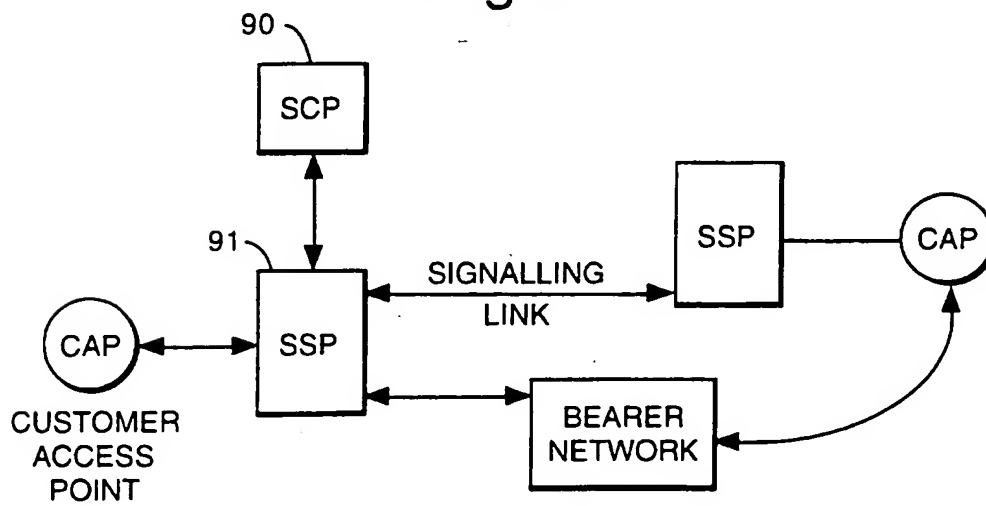 90
SCP
91
SSP
CAP
CUSTOMER
ACCESS
POINT
SIGNALLING
LINK
SSP
CAP
BEARER
NETWORK